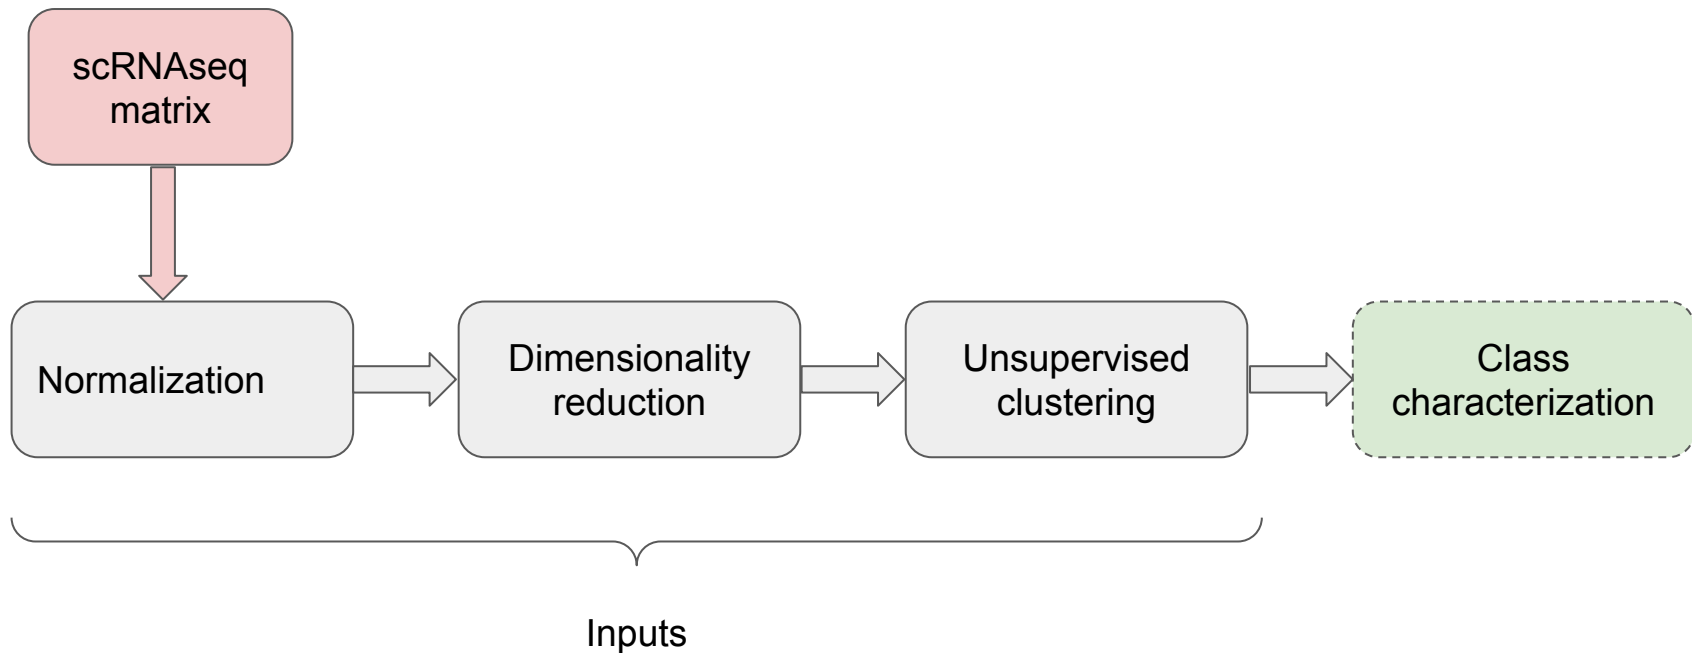 scRNAseq
matrix
Normalization
Dimensionality
reduction
Unsupervised
clustering
Class
characterization
Inputs